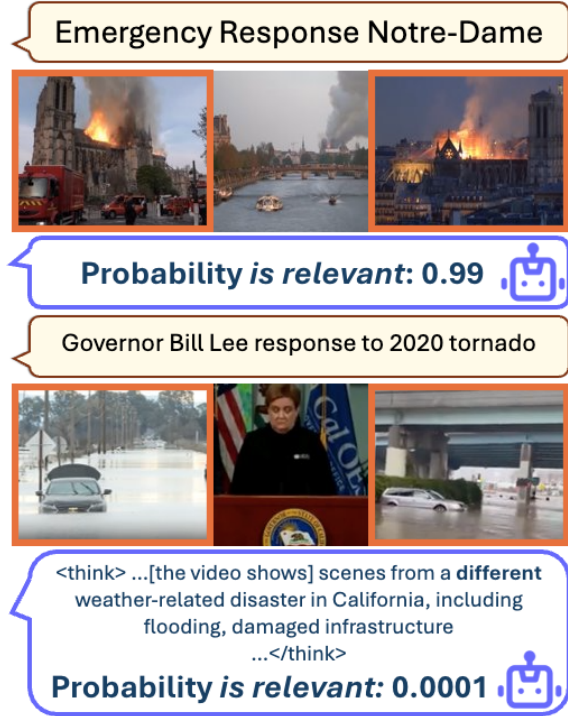 Emergency Response Notre-Dame
Probability is relevant: 0.99
Governor Bill Lee response to 2020 tornado
Cal OES
<think> ...[the video shows] scenes from a different
weather-related disaster in California, including
flooding, damaged infrastructure
...</think>
Probability is relevant: 0.0001